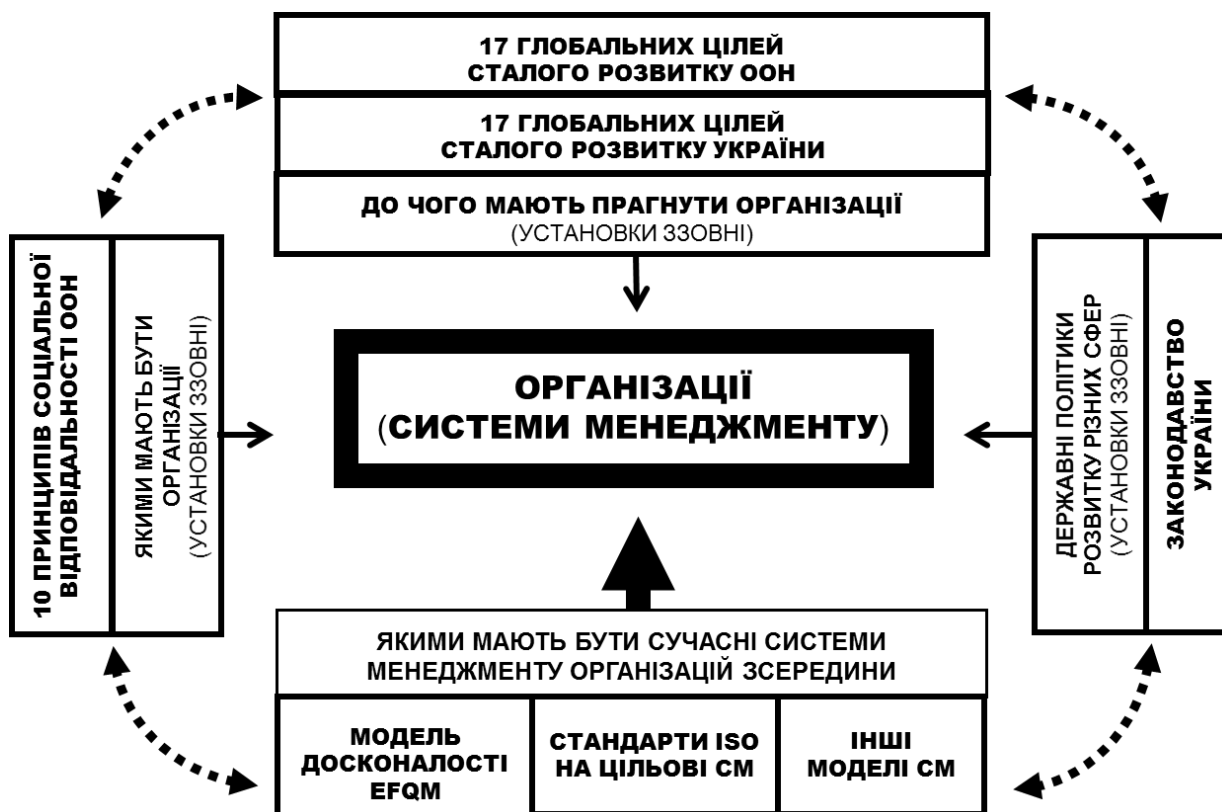 17 ГЛОБАЛЬНИХ ЦІЛЕЙ
СТАЛОГО РОЗВИТКУ ООН
17 ГЛОБАЛЬНИХ ЦІЛЕЙ
СТАЛОГО РОЗВИТКУ УКРАЇНИ
ДО ЧОГО МАЮТЬ ПРАГНУТИ ОРГАНІЗАЦІЇ
(УСТАНОВКИ ЗЗОВНІ)
10 ПРИНЦИПІВ СОЦІАЛЬНОЇ
ВІДПОВІДАЛЬНОСТІ ООН
ЯКИМИ МАЮТЬ БУТИ
ОРГАНІЗАЦІЇ
(УСТАНОВКИ ЗЗОВНІ)
ОРГАНІЗАЦІЇ
(СИСТЕМИ МЕНЕДЖМЕНТУ)
ДЕРЖАВНІ ПОЛІТИКИ
РОЗВИТКУ РІЗНИХ СФЕР
(УСТАНОВКИ ЗЗОВНІ)
ЗАКОНОДАВСТВО
УКРАЇНИ
ЯКИМИ МАЮТЬ БУТИ СУЧАСНІ СИСТЕМИ
МЕНЕДЖМЕНТУ ОРГАНІЗАЦІЙ ЗСЕРЕДИНИ
МОДЕЛЬ
ДОСКОНАЛОСТІ
EFQM
СТАНДАРТИ ISO
НА ЦІЛЬОВІ СМ
ІНШІ
МОДЕЛІ СМ